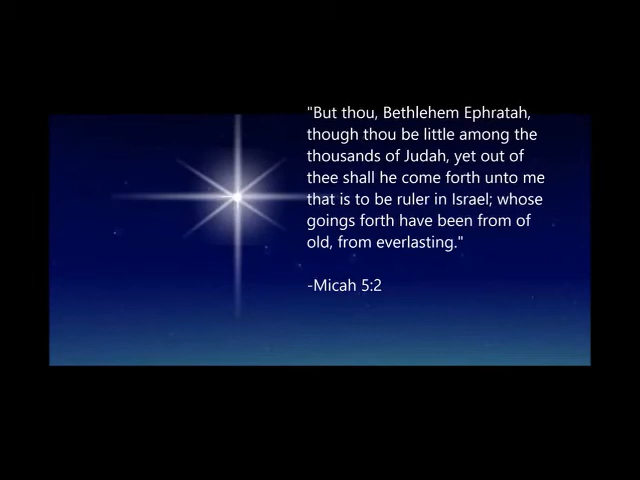 "But thou, Bethlehem Ephratah,
though thou be little among the
thousands of Judah, yet out of
thee shall he come forth unto me
that is to be ruler in Israel; whose
goings forth have been from of
old, from everlasting."
-Micah 5:2